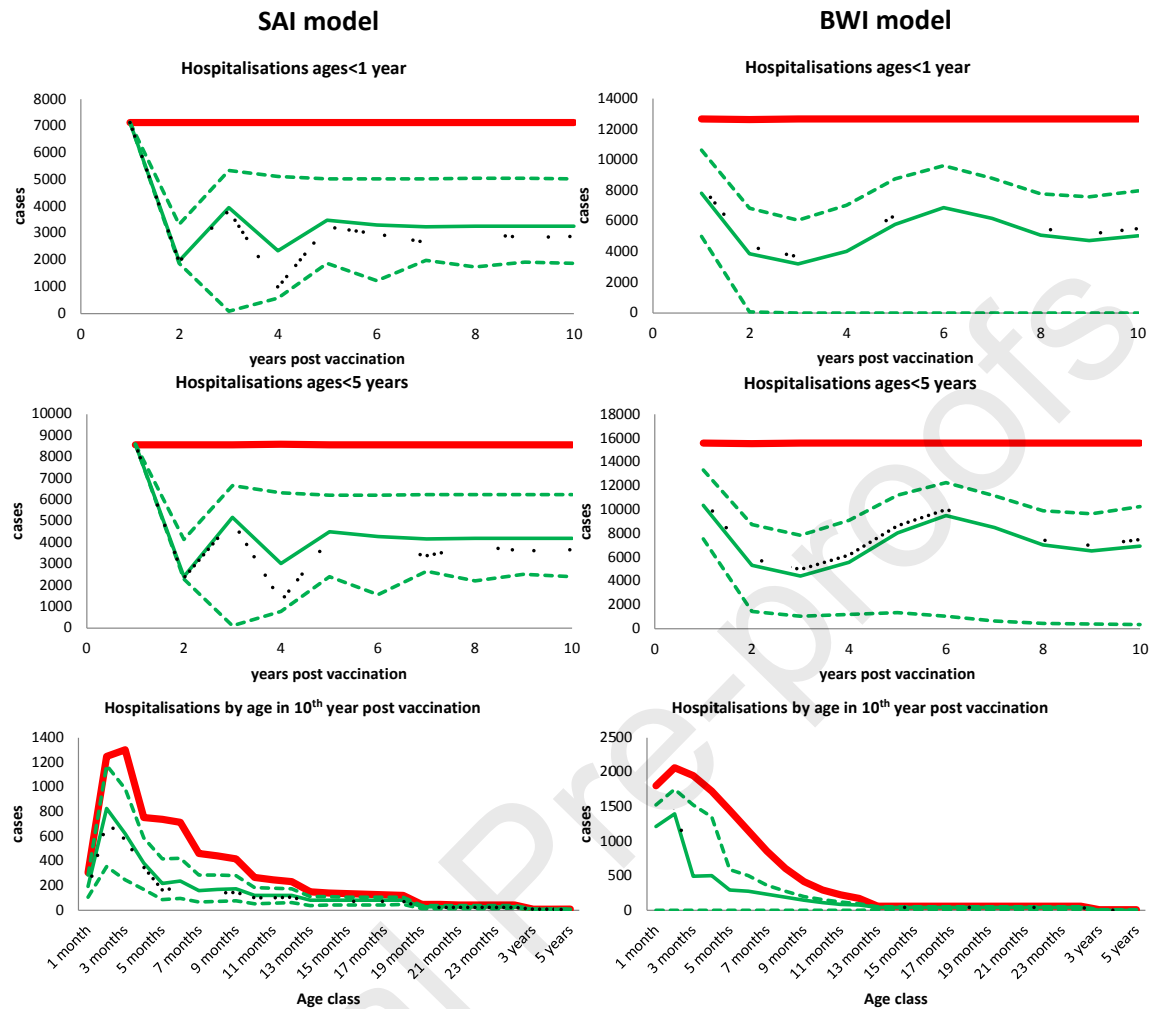 SAI model
BWI model
Hospitalisations ages<1 year
8000
7000
6000
5000
4000
3000
2000
1000
0
cases
0 2 4 6 8 10
years post vaccination
Hospitalisations ages<1 year
14000
12000
10000
8000
6000
4000
2000
0
cases
0 2 4 6 8 10
years post vaccination
Hospitalisations ages<5 years
10000
9000
8000
7000
6000
5000
4000
3000
2000
1000
0
cases
0 2 4 6 8 10
years post vaccination
Hospitalisations ages<5 years
18000
16000
14000
12000
10000
8000
6000
4000
2000
0
cases
0 2 4 6 8 10
years post vaccination
Hospitalisations by age in 10th year post vaccination
1400
1200
1000
800
600
400
200
0
cases
1 month
3 months
5 months
7 months
9 months
11 months
13 months
15 months
17 months
19 months
21 months
23 months
3 years
5 years
Age class
Hospitalisations by age in 10th year post vaccination
2500
2000
1500
1000
500
0
cases
1 month
3 months
5 months
7 months
9 months
11 months
13 months
15 months
17 months
19 months
21 months
23 months
3 years
5 years
Age class
Pre-proofs